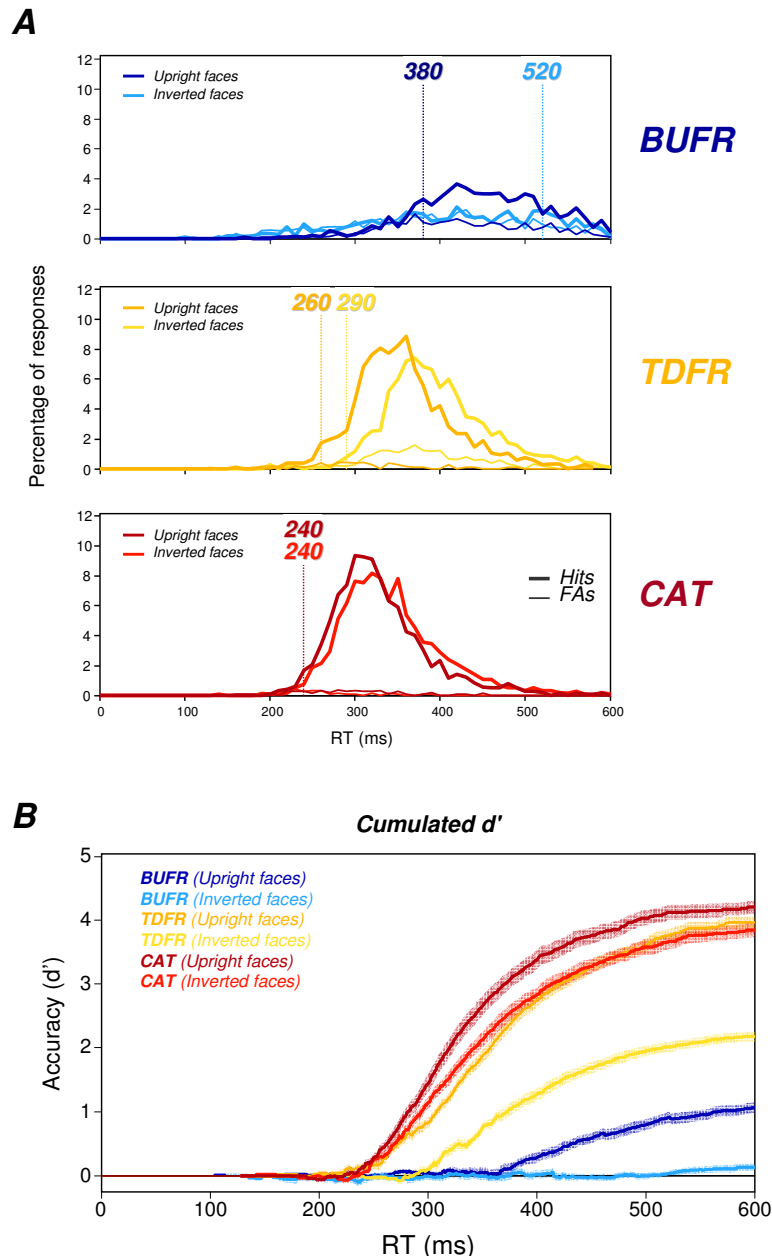 A
12
10
8
6
4
2
0
Upright faces
Inverted faces
380
520
BUFR
12
10
8
6
4
2
0
Upright faces
Inverted faces
260
290
TDFR
Percentage of responses
12
10
8
6
4
2
0
Upright faces
Inverted faces
240
240
Hits
FAs
CAT
0 100 200 300 400 500 600
RT (ms)
B
Cumulated d'
5
4
3
2
1
0
BUFR (Upright faces)
BUFR (Inverted faces)
TDFR (Upright faces)
TDFR (Inverted faces)
CAT (Upright faces)
CAT (Inverted faces)
Accuracy (d')
0 100 200 300 400 500 600
RT (ms)